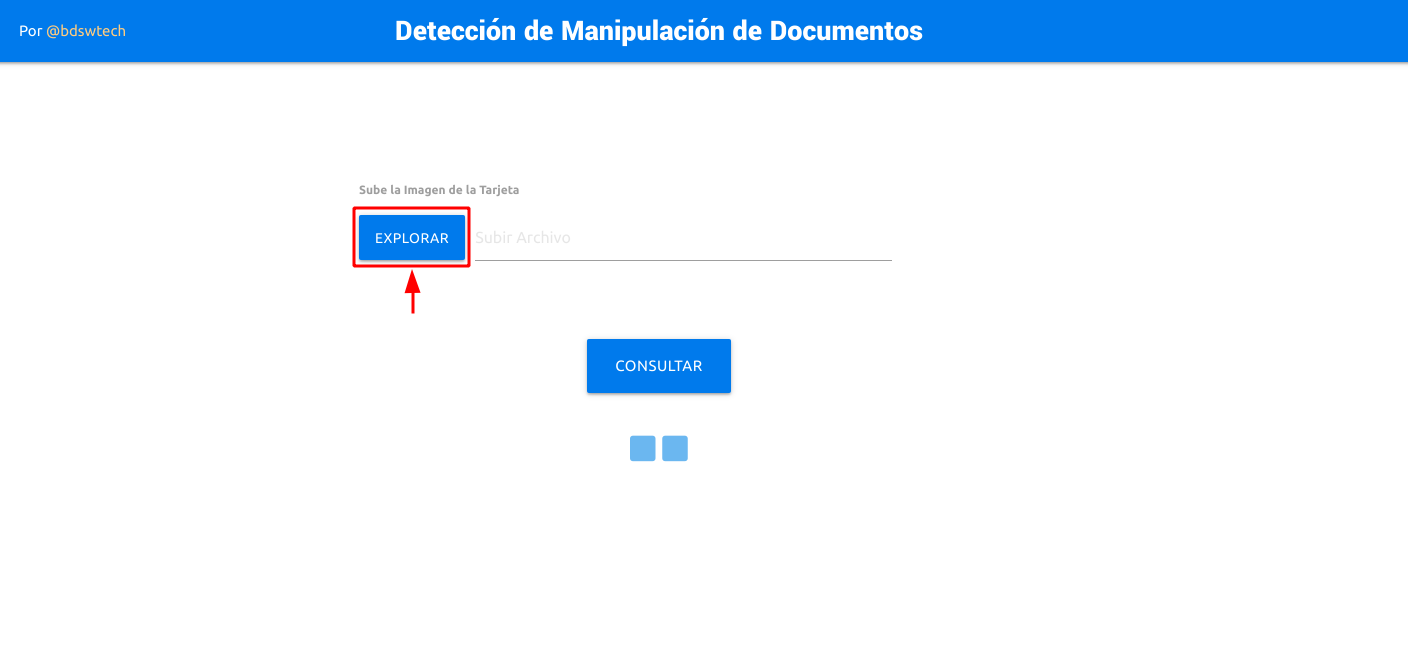 Por @bdswtech
Detección de Manipulación de Documentos
Sube la Imagen de la Tarjeta
EXPLORAR
Subir Archivo
CONSULTAR